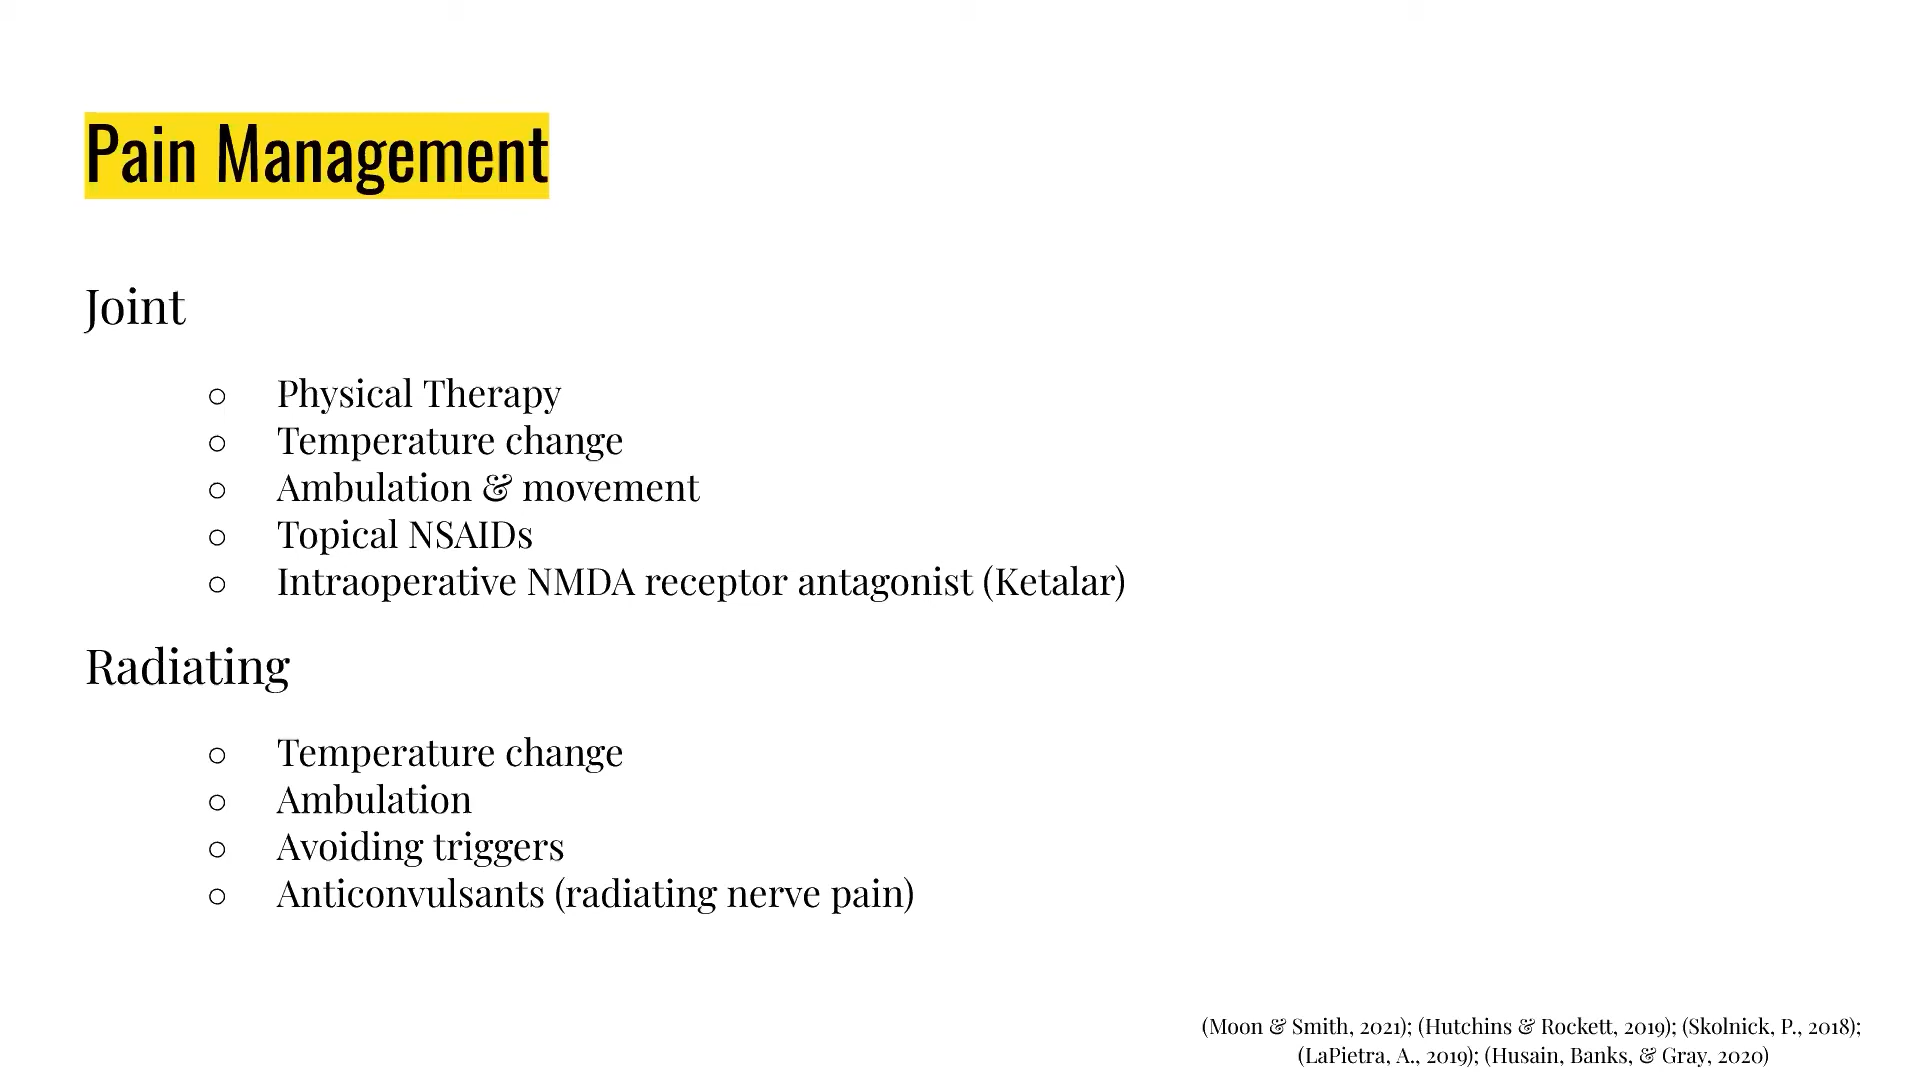 Pain Management
Joint
○ Physical Therapy
○ Temperature change
○ Ambulation & movement
○ Topical NSAIDs
○ Intraoperative NMDA receptor antagonist (Ketalar)
Radiating
○ Temperature change
○ Ambulation
○ Avoiding triggers
○ Anticonvulsants (radiating nerve pain)
(Moon & Smith, 2021); (Hutchins & Rockett, 2019); (Skolnick, P., 2018);
(LaPietra, A., 2019); (Husain, Banks, & Gray, 2020)